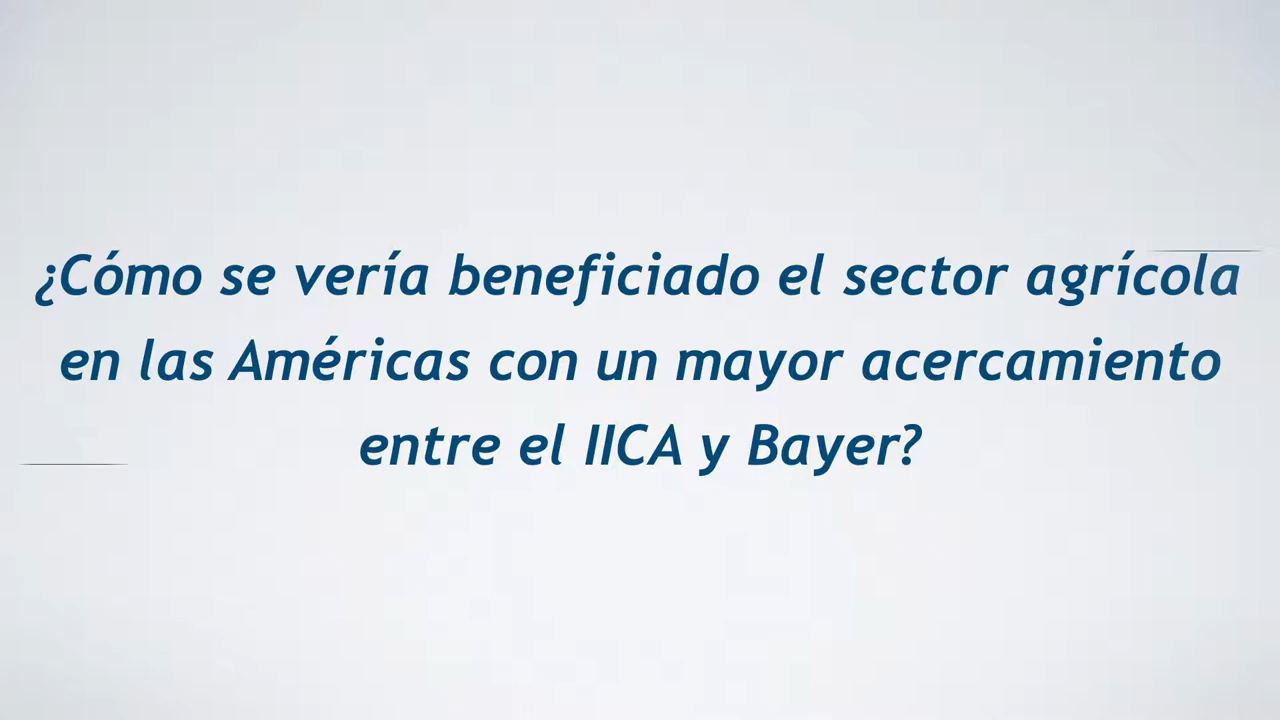 ¿Cómo se vería beneficiado el sector agrícola
en las Américas con un mayor acercamiento
entre el IICA y Bayer?